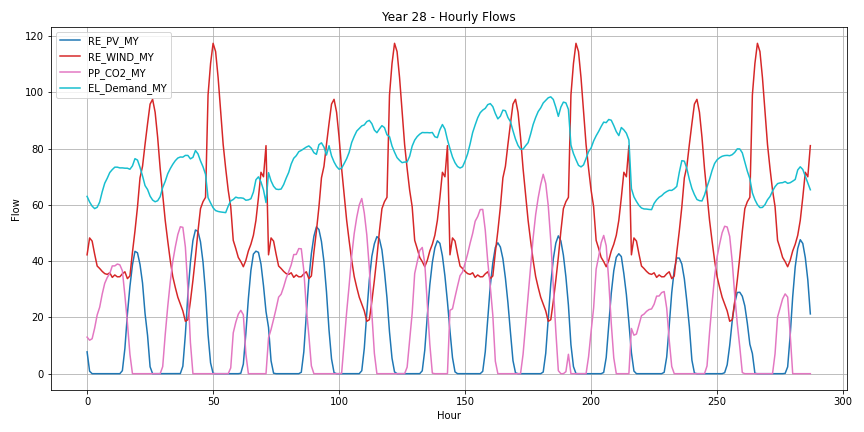 Year 28 - Hourly Flows
RE_PV_MY
RE_WIND_MY
PP_CO2_MY
EL_Demand_MY
Flow
120
100
80
60
40
20
0
0 50 100 150 200 250 300
Hour